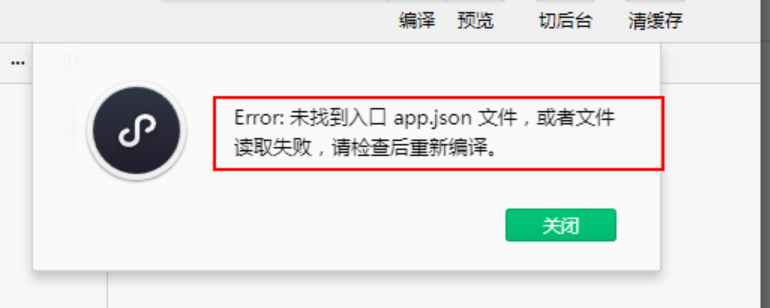 编译 预览 切后台 清缓存
...
Error: 未找到入口 app.json 文件，或者文件
读取失败，请检查后重新编译。
关闭